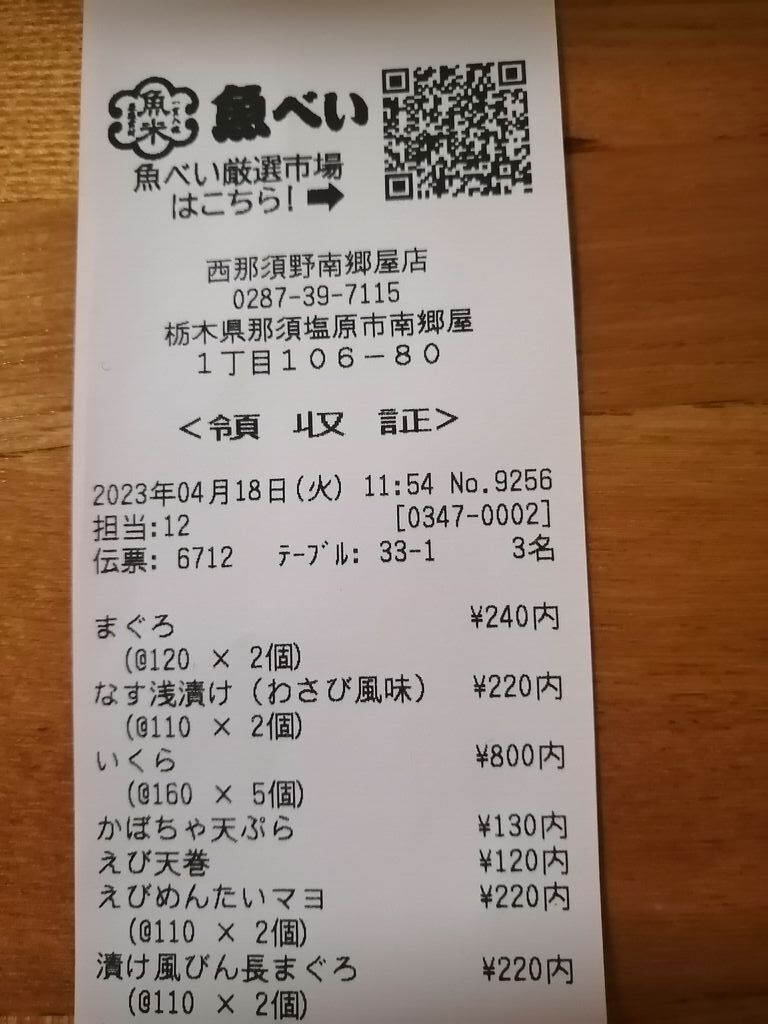 魚米
魚べい
魚べい厳選市場
はこちら!➡
西那須野南郷屋店
0287-39-7115
栃木県那須塩原市南郷屋
1丁目106-80
<領 収 証>
2023年04月18日(火) 11:54 No.9256
担当:12 [0347-0002]
伝票: 6712 ﾃｰﾌﾞﾙ: 33-1 3名
まぐろ ¥240内
(@120 × 2個)
なす浅漬け(わさび風味) ¥220内
(@110 × 2個)
いくら ¥800内
(@160 × 5個)
かぼちゃ天ぷら ¥130内
えび天巻 ¥120内
えびめんたいマヨ ¥220内
(@110 × 2個)
漬け風びん長まぐろ ¥220内
(@110 × 2個)